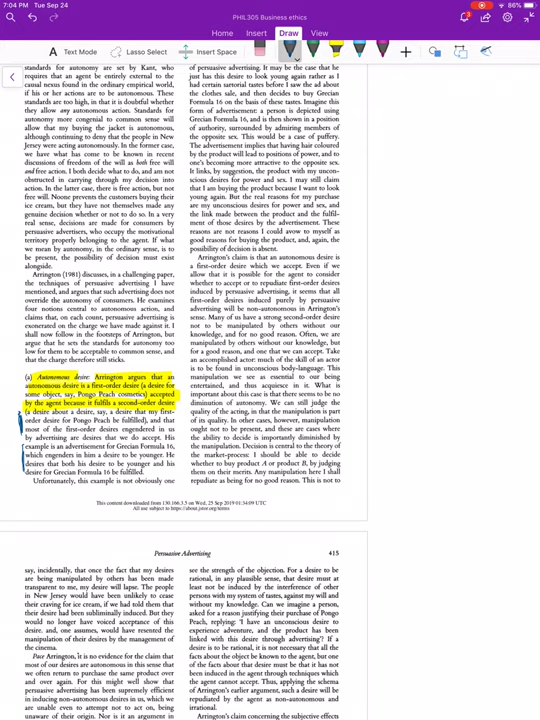 7:04 PM Tue Sep 24
86%
PHIL305 Business ethics
3
Home Insert Draw View
Text Mode
Lasso Select
Insert Space
standards for autonomy are set by Kant, who
requires that an agent be entirely external to the
casual nexus found in the ordinary empirical world,
if his or her actions are to be autonomous. These
standards are too high, in that it is doubtful whether
they allow any autonomous action. Standards for
autonomy more congenial to common sense will
allow that my buying the jacket is autonomous,
although continuing to deny that the people in New
Jersey were acting autonomously. In the former case,
we have what has come to be known in recent
discussions of freedom of the will as both free will
and free action. I both decide what to do, and am not
obstructed in carrying through my decision into
action. In the latter case, there is free action, but not
free will. Noone prevents the customers buying their
ice cream, but they have not themselves made any
genuine decision whether or not to do so. In a very
real sense, decisions are made for consumers by
persuasive advertisers, who occupy the motivational
territory properly belonging to the agent. If what
we mean by autonomy, in the ordinary sense, is to
be present, the possibility of decision must exist
alongside.
Arrington (1981) discusses, in a challenging paper,
the techniques of persuasive advertising I have
mentioned, and argues that such advertising does not
override the autonomy of consumers. He examines
four notions central to autonomous action, and
claims that, on each count, persuasive advertising
is exonerated on the charge we have made against it. I
shall now follow in the footsteps of Arrington, but
argue that he sets the standards for autonomy too
low for them to be acceptable to common sense, and
that the charge therefore still sticks.
(a) Autonomous desire: Arrington argues that an
autonomous desire is a first-order desire (a desire for
some object, say, Pongo Peach cosmetics) accepted
by the agent because it fulfils a second-order desire
(a desire about a desire, say, a desire that my first-
order desire for Pongo Peach be fulfilled), and that
most of the first-order desires engendered in us
by advertising are desires that we do accept. His
example is an advertisement for Grecian Formula 16,
which engenders in him a desire to be younger. He
desires that both his desire to be younger and his
desire for Grecian Formula 16 be fulfilled.
Unfortunately, this example is not obviously one
of persuasive advertising. It may be the case that he
just has this desire to look young again rather as I
had certain sartorial tastes before I saw the ad about
the clothes sale, and then decides to buy Grecian
Formula 16 on the basis of these tastes. Imagine this
form of advertisement: a person is depicted using
Grecian Formula 16, and is then shown in a position
of authority, surrounded by admiring members of
the opposite sex. This would be a case of puffery.
The advertisement implies that having hair coloured
by the product will lead to positions of power, and to
one's becoming more attractive to the opposite sex.
It links, by suggestion, the product with my uncon-
scious desires for power and sex. I may still claim
that I am buying the product because I want to look
young again. But the real reasons for my purchase
are my unconscious desires for power and sex, and
the link made between the product and the fulfil-
ment of those desires by the advertisement. These
reasons are not reasons I could avow to myself as
good reasons for buying the product, and, again, the
possibility of decision is absent.
Arrington's claim is that an autonomous desire is
a first-order desire which we accept. Even if we
allow that it is possible for the agent to consider
whether to accept or to repudiate first-order desires
induced by persuasive advertising, it seems that all
first-order desires induced purely by persuasive
advertising will be non-autonomous in Arrington's
sense. Many of us have a strong second-order desire
not to be manipulated by others without our
knowledge, and for no good reason. Often, we are
manipulated by others without our knowledge, but
for a good reason, and one that we can accept. Take
an accomplished actor: much of the skill of an actor
is to be found in unconscious body-language. This
manipulation we see as essential to our being
entertained, and thus acquiesce in it. What is
important about this case is that there seems to be no
diminution of autonomy. We can still judge the
quality of the acting, in that the manipulation is part
of its quality. In other cases, however, manipulation
ought not to be present, and these are cases where
the ability to decide is importantly diminished by
the manipulation. Decision is central to the theory of
the market-process: I should be able to decide
whether to buy product A or product B, by judging
them on their merits. Any manipulation here I shall
repudiate as being for no good reason. This is not to
This content downloaded from 130.166.3.5 on Wed, 25 Sep 2019 01:34:09 UTC
All use subject to https://about.jstor.org/terms
Persuasive Advertising 415
say, incidentally, that once the fact that my desires
are being manipulated by others has been made
transparent to me, my desire will lapse. The people
in New Jersey would have been unlikely to cease
their craving for ice cream, if we had told them that
their desire had been subliminally induced. But they
would no longer have voiced acceptance of this
desire, and, one assumes, would have resented the
manipulation of their desires by the management of
the cinema.
Pace Arrington, it is no evidence for the claim that
most of our desires are autonomous in this sense that
we often return to purchase the same product over
and over again. For this might well show that
persuasive advertising has been supremely efficient
in inducing non-autonomous desires in us, which we
are unable even to attempt not to act on, being
unaware of their origin. Nor is it an argument in
see the strength of the objection. For a desire to be
rational, in any plausible sense, that desire must at
least not be induced by the interference of other
persons with my system of tastes, against my will and
without my knowledge. Can we imagine a person,
asked for a reason justifying their purchase of Pongo
Peach, replying: 'I have an unconscious desire to
experience adventure, and the product has been
linked with this desire through advertising'? If a
desire is to be rational, it is not necessary that all the
facts about the object be known to the agent, but one
of the facts about that desire must be that it has not
been induced in the agent through techniques which
the agent cannot accept. Thus, applying the schema
of Arrington's earlier argument, such a desire will be
repudiated by the agent as non-autonomous and
irrational.
Arrington's claim concerning the subjective effects